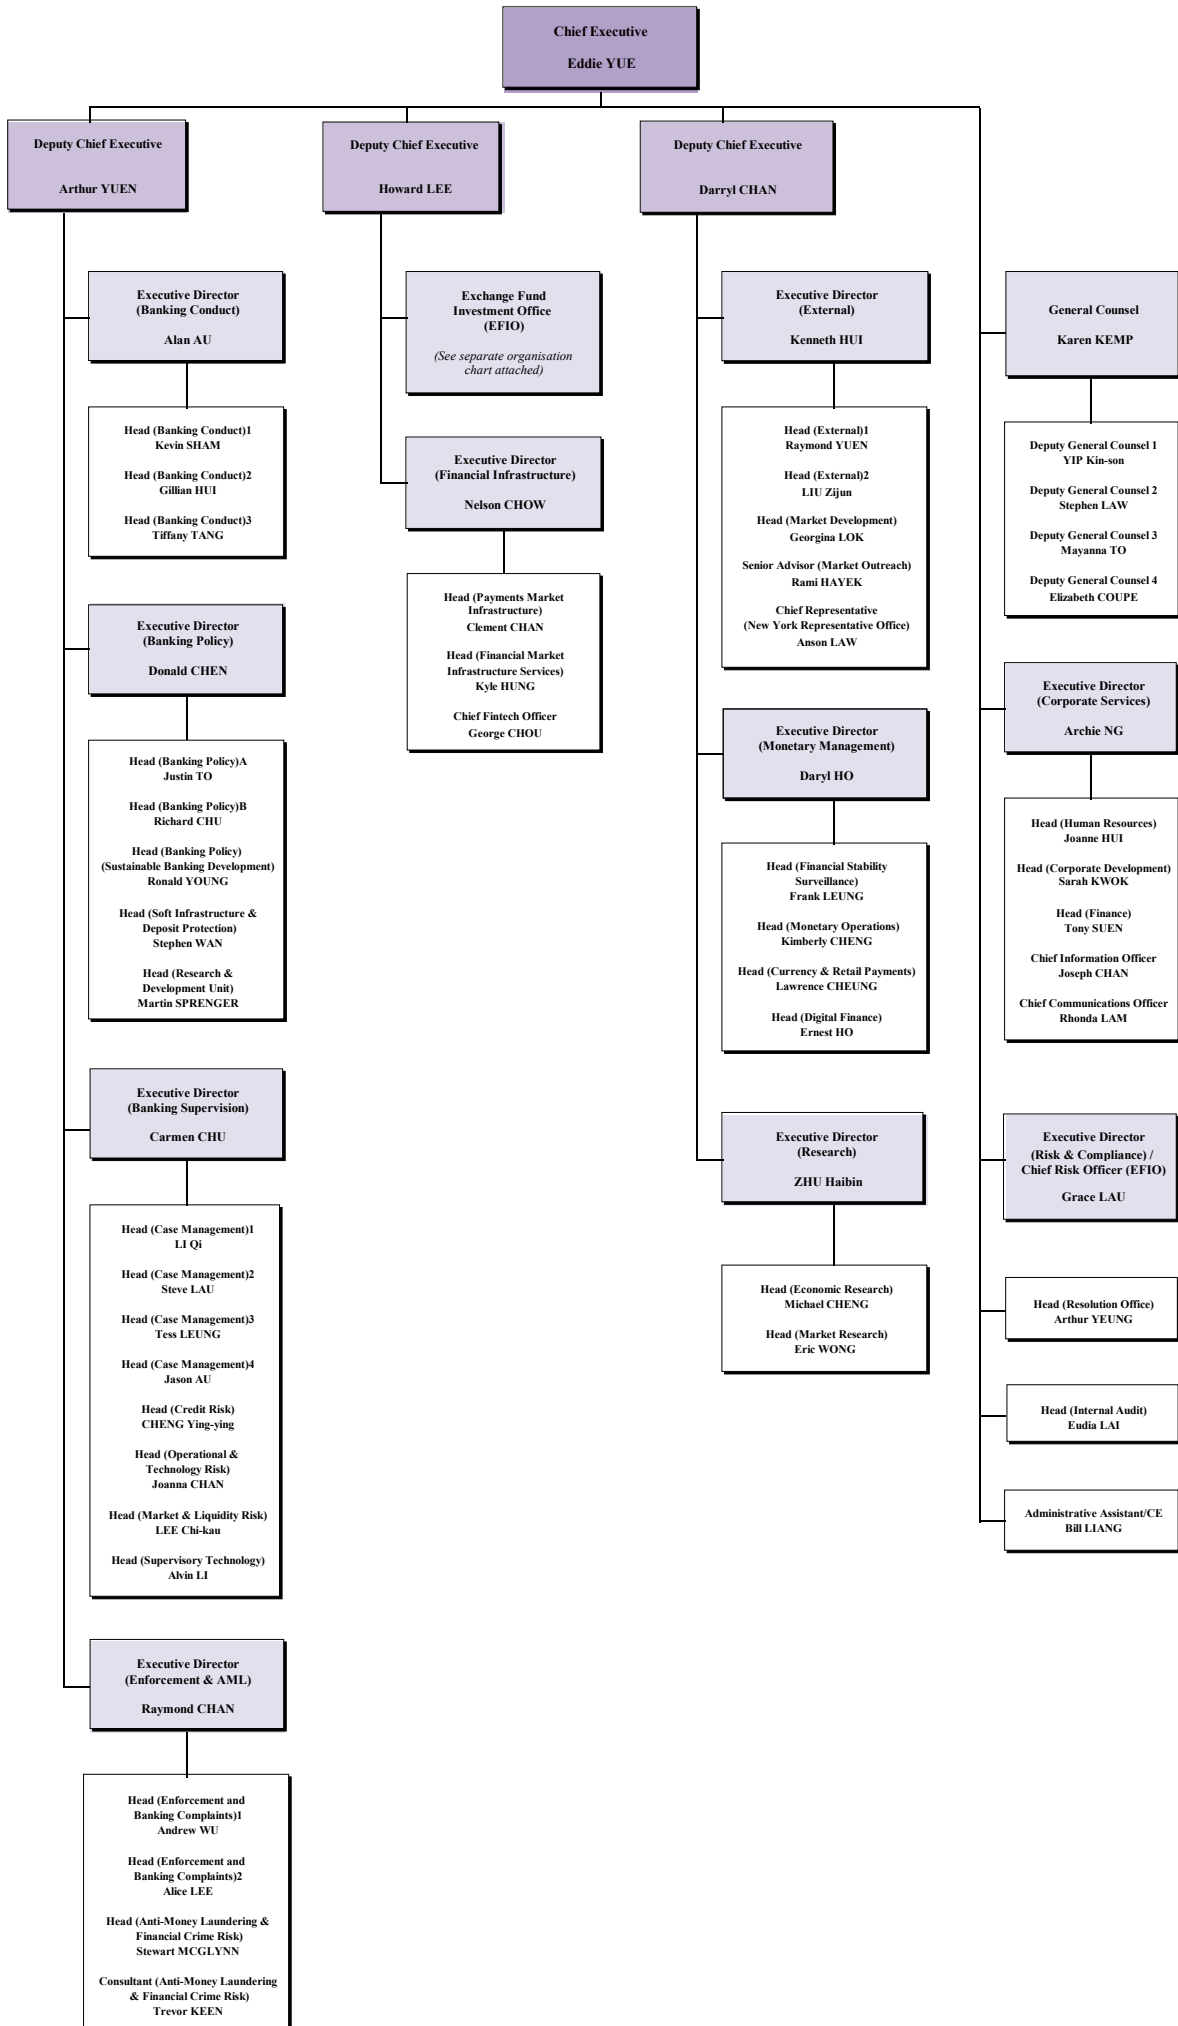 Chief Executive
Eddie YUE
Deputy Chief Executive
Arthur YUEN
Executive Director
(Banking Conduct)
Alan AU
Head (Banking Conduct)1
Kevin SHAM
Head (Banking Conduct)2
Gillian HUI
Head (Banking Conduct)3
Tiffany TANG
Executive Director
(Banking Policy)
Donald CHEN
Head (Banking Policy)A
Justin TO
Head (Banking Policy)B
Richard CHU
Head (Banking Policy)
(Sustainable Banking Development)
Ronald YOUNG
Head (Soft Infrastructure &
Deposit Protection)
Stephen WAN
Head (Research &
Development Unit)
Martin SPRENGER
Executive Director
(Banking Supervision)
Carmen CHU
Head (Case Management)1
LI Qi
Head (Case Management)2
Steve LAU
Head (Case Management)3
Tess LEUNG
Head (Case Management)4
Jason AU
Head (Credit Risk)
CHENG Ying-ying
Head (Operational &
Technology Risk)
Joanna CHAN
Head (Market & Liquidity Risk)
LEE Chi-kau
Head (Supervisory Technology)
Alvin LI
Executive Director
(Enforcement & AML)
Raymond CHAN
Head (Enforcement and
Banking Complaints)1
Andrew WU
Head (Enforcement and
Banking Complaints)2
Alice LEE
Head (Anti-Money Laundering &
Financial Crime Risk)
Stewart MCGLYNN
Consultant (Anti-Money Laundering
& Financial Crime Risk)
Trevor KEEN
Deputy Chief Executive
Howard LEE
Exchange Fund
Investment Office
(EFIO)
(See separate organisation
chart attached)
Executive Director
(Financial Infrastructure)
Nelson CHOW
Head (Payments Market
Infrastructure)
Clement CHAN
Head (Financial Market
Infrastructure Services)
Kyle HUNG
Chief Fintech Officer
George CHOU
Deputy Chief Executive
Darryl CHAN
Executive Director
(External)
Kenneth HUI
Head (External)1
Raymond YUEN
Head (External)2
LIU Zijun
Head (Market Development)
Georgina LOK
Senior Advisor (Market Outreach)
Rami HAYEK
Chief Representative
(New York Representative Office)
Anson LAW
Executive Director
(Monetary Management)
Daryl HO
Head (Financial Stability
Surveillance)
Frank LEUNG
Head (Monetary Operations)
Kimberly CHENG
Head (Currency & Retail Payments)
Lawrence CHEUNG
Head (Digital Finance)
Ernest HO
Executive Director
(Research)
ZHU Haibin
Head (Economic Research)
Michael CHENG
Head (Market Research)
Eric WONG
General Counsel
Karen KEMP
Deputy General Counsel 1
YIP Kin-son
Deputy General Counsel 2
Stephen LAW
Deputy General Counsel 3
Mayanna TO
Deputy General Counsel 4
Elizabeth COUPE
Executive Director
(Corporate Services)
Archie NG
Head (Human Resources)
Joanne HUI
Head (Corporate Development)
Sarah KWOK
Head (Finance)
Tony SUEN
Chief Information Officer
Joseph CHAN
Chief Communications Officer
Rhonda LAM
Executive Director
(Risk & Compliance) /
Chief Risk Officer (EFIO)
Grace LAU
Head (Resolution Office)
Arthur YEUNG
Head (Internal Audit)
Eudia LAI
Administrative Assistant/CE
Bill LIANG